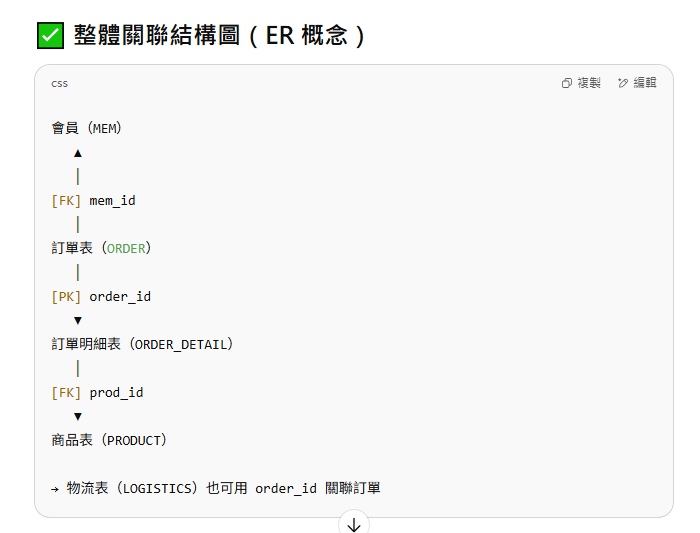 ✅ 整體關聯結構圖（ER 概念）
css
複製 編輯
會員（MEM）
▲
│
[FK] mem_id
│
訂單表（ORDER）
│
[PK] order_id
▼
訂單明細表（ORDER_DETAIL）
│
[FK] prod_id
▼
商品表（PRODUCT）
→ 物流表（LOGISTICS）也可用 order_id 關聯訂單